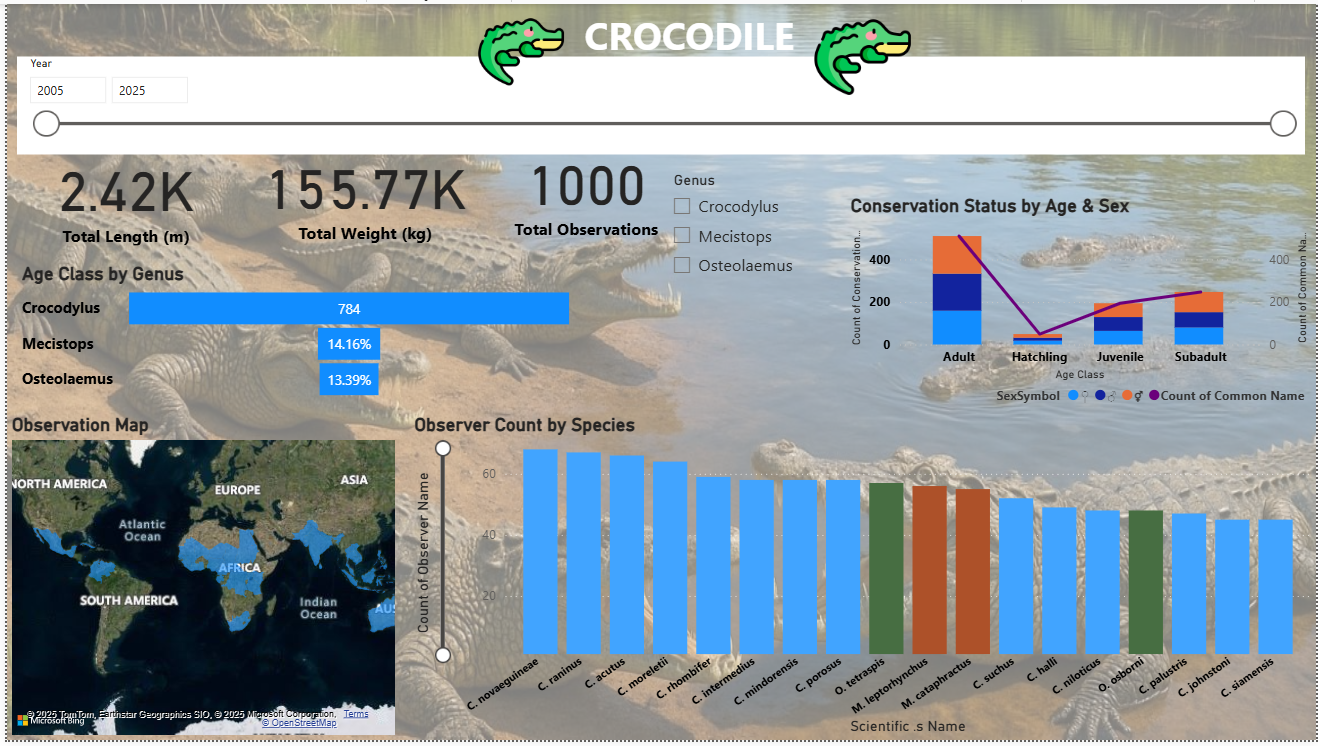 CROCODILE
Year
2005 2025
2.42K
Total Length (m)
155.77K
Total Weight (kg)
1000
Total Observations
Genus
Crocodylus
Mecistops
Osteolaemus
Age Class by Genus
Crocodylus 784
Mecistops 14.16%
Osteolaemus 13.39%
Conservation Status by Age & Sex
Count of Conservation...
400
200
0
Count of Common Na...
400
200
0
Adult Hatchling Juvenile Subadult
Age Class
SexSymbol ♀ ♂ ⚥ Count of Common Name
Observation Map
NORTH AMERICA
EUROPE
ASIA
Atlantic
Ocean
AFRICA
SOUTH AMERICA
Indian
Ocean
AUS
© 2025 TomTom, Earthstar Geographics SIO, © 2025 Microsoft Corporation, Terms
Microsoft Bing © OpenStreetMap
Observer Count by Species
Count of Observer Name
60
40
20
C. novaeguineae
C. raninus
C. acutus
C. moreletii
C. rhombifer
C. intermedius
C. mindorensis
C. porosus
O. tetraspis
M. leptorhynchus
M. cataphractus
C. suchus
C. halli
C. niloticus
O. osborni
C. palustris
C. johnstoni
C. siamensis
Scientific .s Name